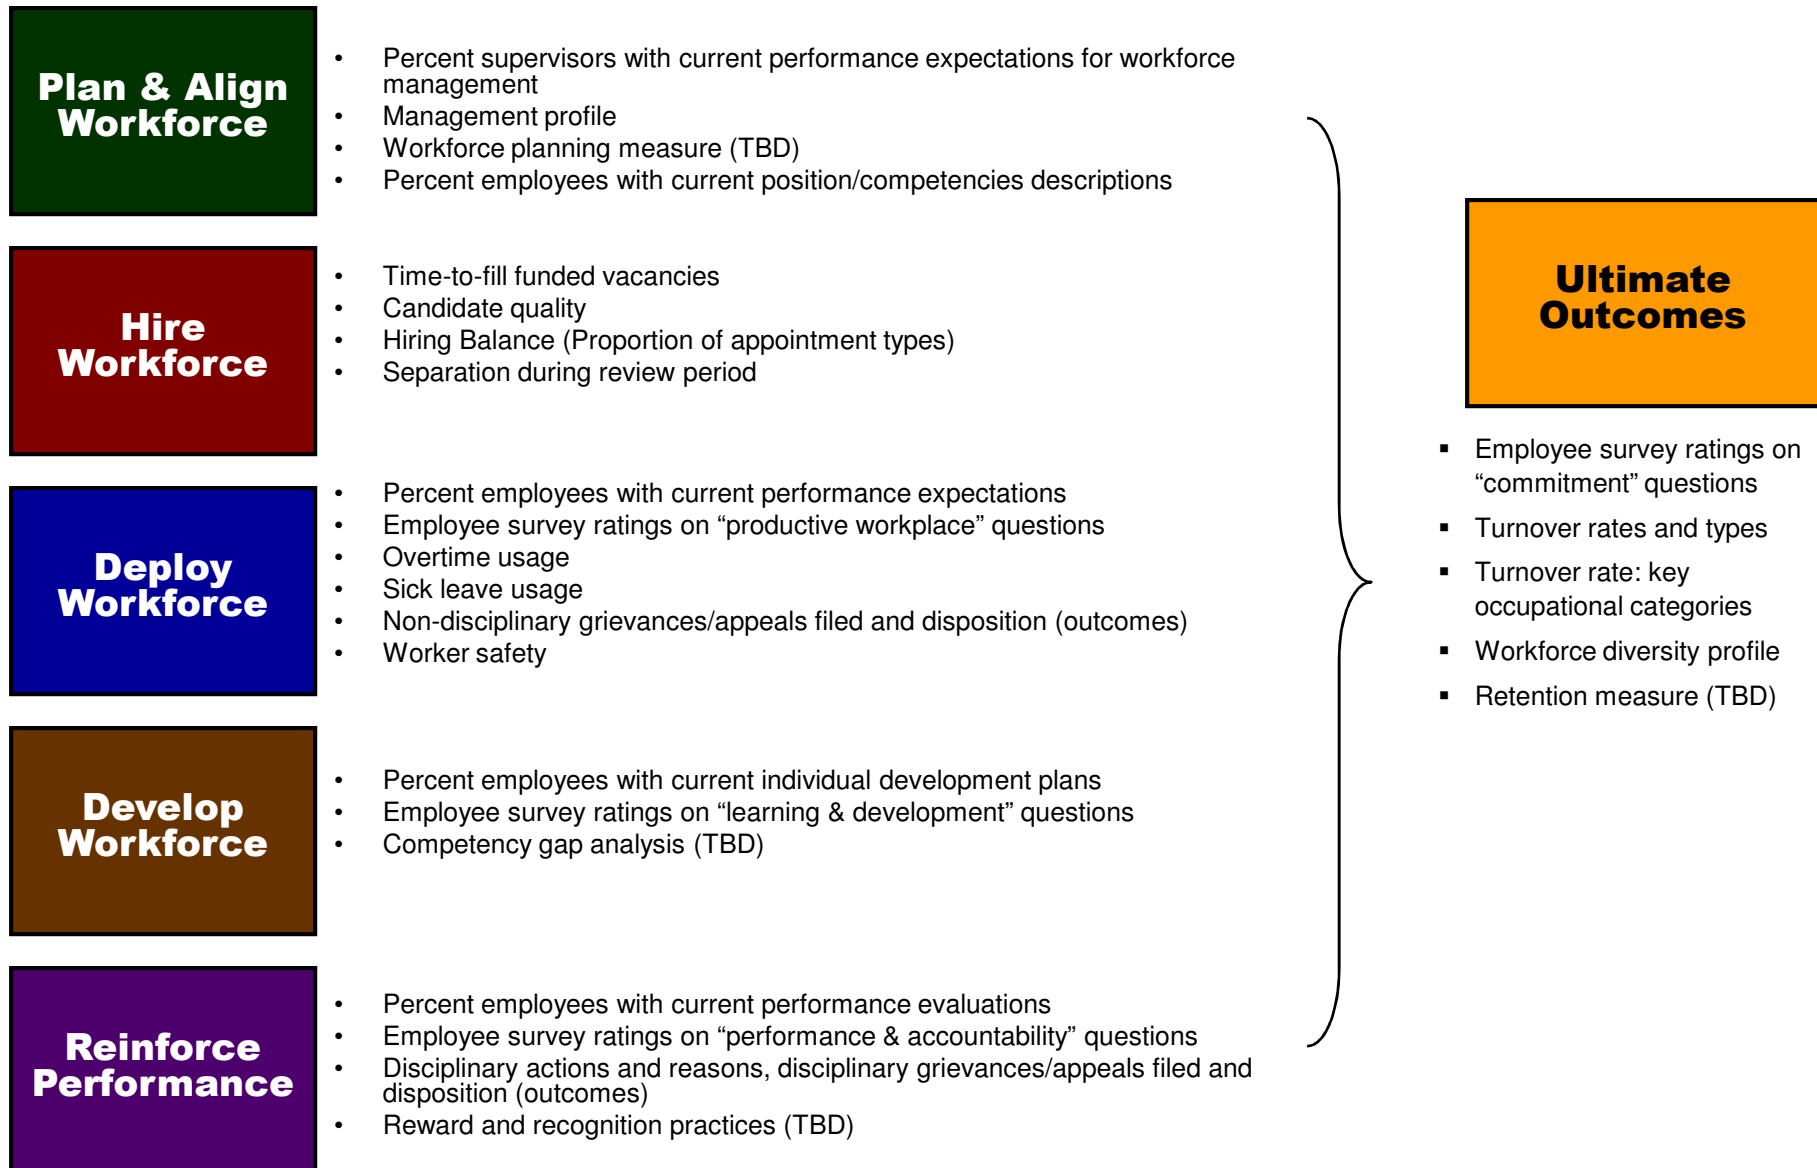 Plan & Align
Workforce
• Percent supervisors with current performance expectations for workforce
management
• Management profile
• Workforce planning measure (TBD)
• Percent employees with current position/competencies descriptions
Hire
Workforce
• Time-to-fill funded vacancies
• Candidate quality
• Hiring Balance (Proportion of appointment types)
• Separation during review period
Deploy
Workforce
• Percent employees with current performance expectations
• Employee survey ratings on “productive workplace” questions
• Overtime usage
• Sick leave usage
• Non-disciplinary grievances/appeals filed and disposition (outcomes)
• Worker safety
Develop
Workforce
• Percent employees with current individual development plans
• Employee survey ratings on “learning & development” questions
• Competency gap analysis (TBD)
Reinforce
Performance
• Percent employees with current performance evaluations
• Employee survey ratings on “performance & accountability” questions
• Disciplinary actions and reasons, disciplinary grievances/appeals filed and
disposition (outcomes)
• Reward and recognition practices (TBD)
Ultimate
Outcomes
▪ Employee survey ratings on
“commitment” questions
▪ Turnover rates and types
▪ Turnover rate: key
occupational categories
▪ Workforce diversity profile
▪ Retention measure (TBD)